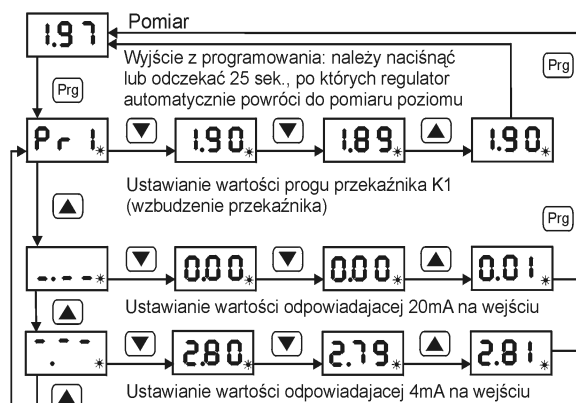 1.97 Pomiar
Wyjście z programowania: należy nacisnąć
lub odczekać 25 sek., po których regulator
automatycznie powróci do pomiaru poziomu
Prg
Prg
Pr1.* 1.90.* 1.89.* 1.90.*
Ustawianie wartości progu przekaźnika K1
(wzbudzenie przekaźnika)
Prg
_._ _* 0.00.* 0.00.* 0.01*
Ustawianie wartości odpowiadajacej 20mA na wejściu
- - -. * 2.80.* 2.79.* 2.81*
Ustawianie wartości odpowiadajacej 4mA na wejściu